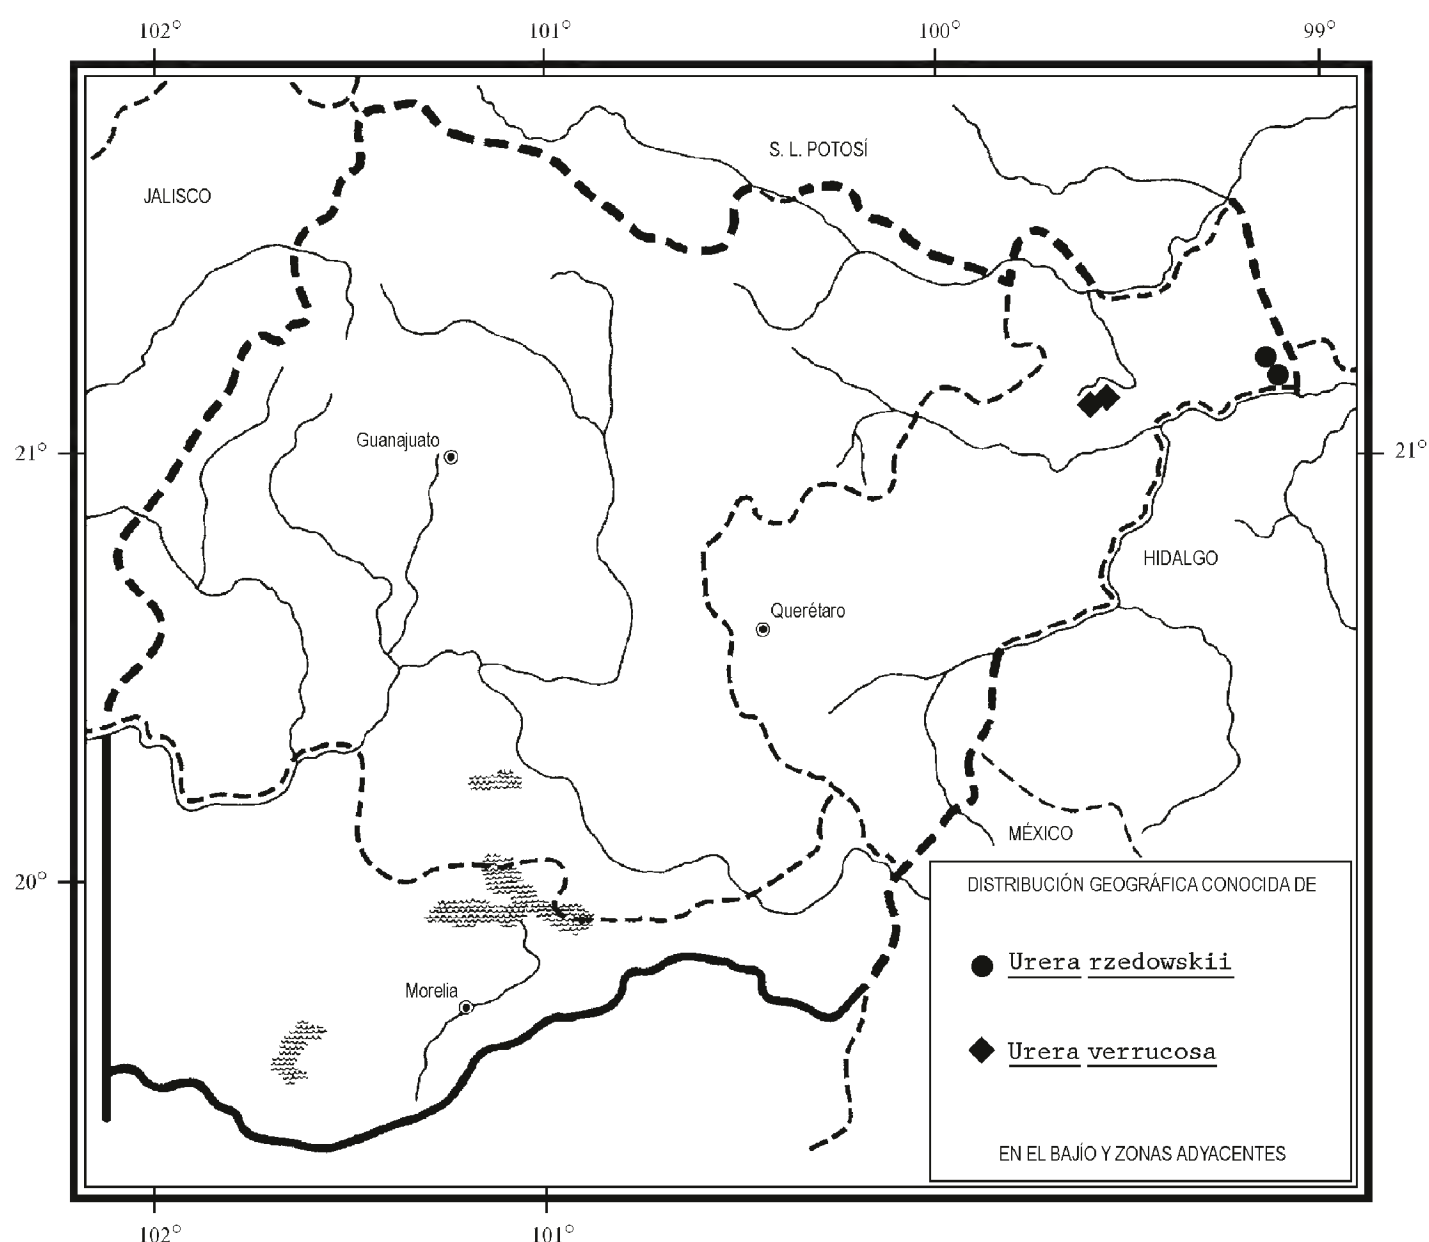 102° 101° 100° 99°
S. L. POTOSÍ
JALISCO
Guanajuato
21° 21°
HIDALGO
Querétaro
MÉXICO
20°
DISTRIBUCIÓN GEOGRÁFICA CONOCIDA DE
Urera rzedowskii
Morelia
Urera verrucosa
EN EL BAJÍO Y ZONAS ADYACENTES
102° 101°